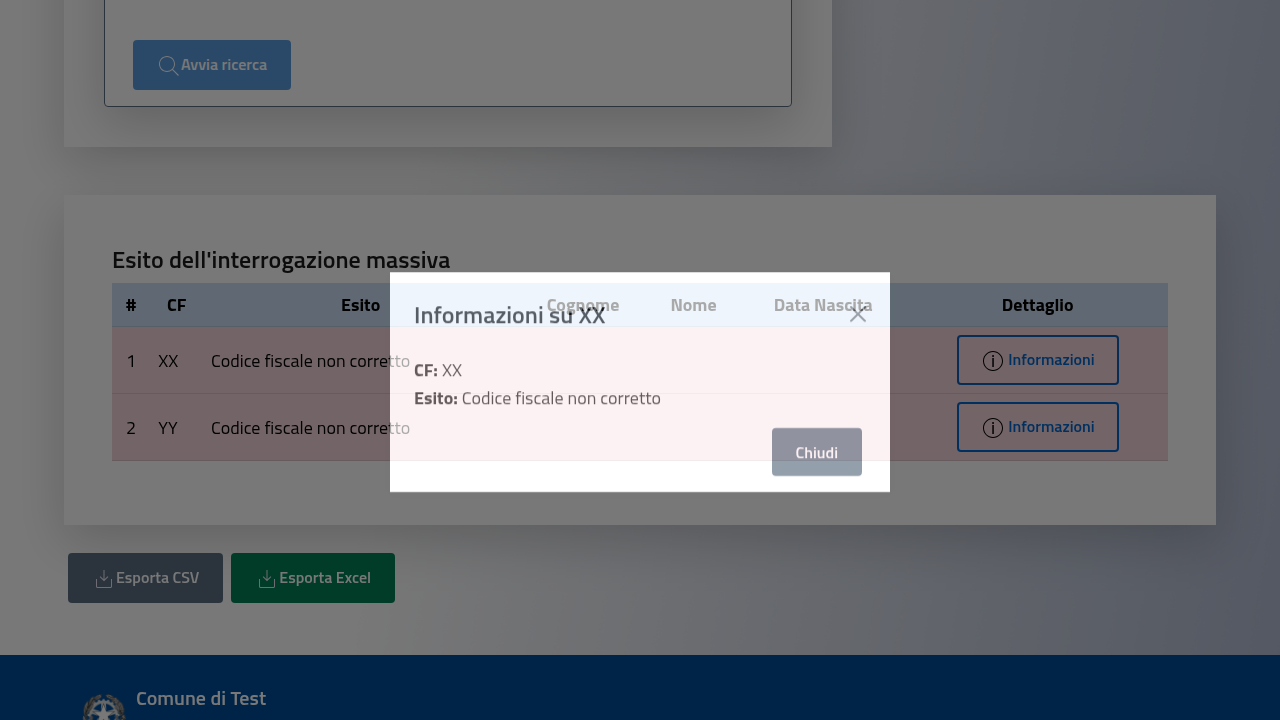 Avvia ricerca
Esito dell'interrogazione massiva
# CF Esito Cognome Nome Data Nascita Dettaglio
1 XX Codice fiscale non corretto Informazioni
2 YY Codice fiscale non corretto Informazioni
Informazioni su XX
CF: XX
Esito: Codice fiscale non corretto
Chiudi
Esporta CSV Esporta Excel
Comune di Test